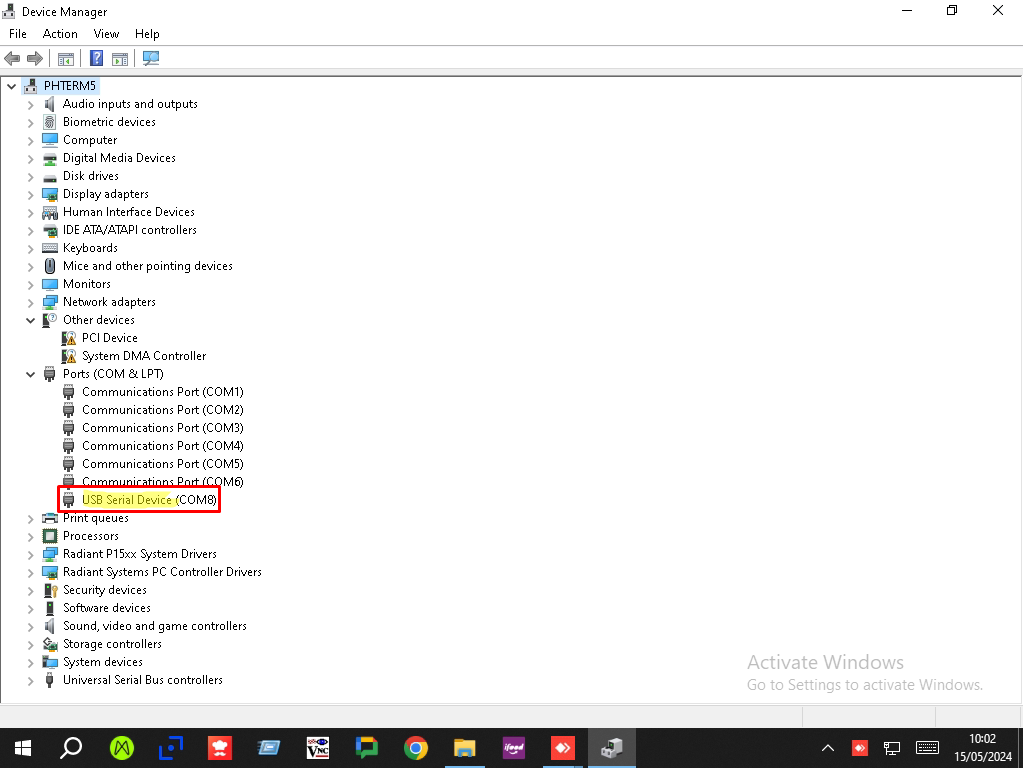 Device Manager
File Action View Help
PHTERM5
Audio inputs and outputs
Biometric devices
Computer
Digital Media Devices
Disk drives
Display adapters
Human Interface Devices
IDE ATA/ATAPI controllers
Keyboards
Mice and other pointing devices
Monitors
Network adapters
Other devices
PCI Device
System DMA Controller
Ports (COM & LPT)
Communications Port (COM1)
Communications Port (COM2)
Communications Port (COM3)
Communications Port (COM4)
Communications Port (COM5)
Communications Port (COM6)
USB Serial Device (COM8)
Print queues
Processors
Radiant P15xx System Drivers
Radiant Systems PC Controller Drivers
Security devices
Software devices
Sound, video and game controllers
Storage controllers
System devices
Universal Serial Bus controllers
Activate Windows
Go to Settings to activate Windows.
VNC
ifood
10:02
15/05/2024